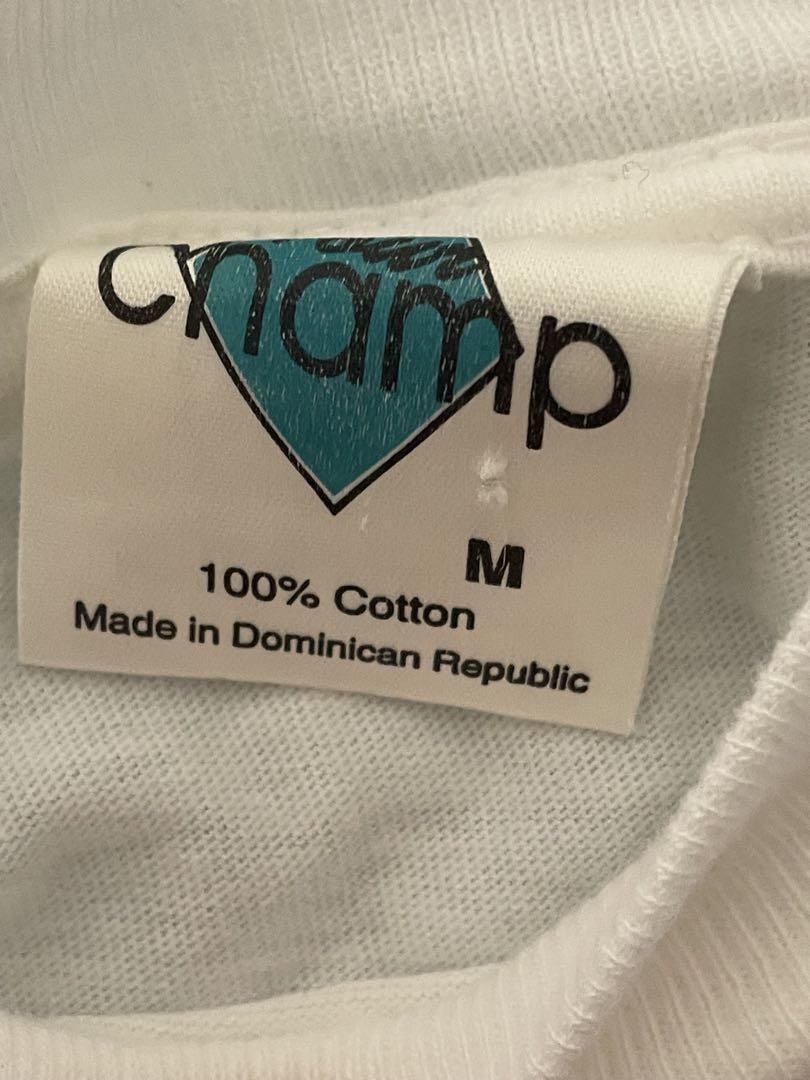 champ
M
100% Cotton
Made in Dominican Republic